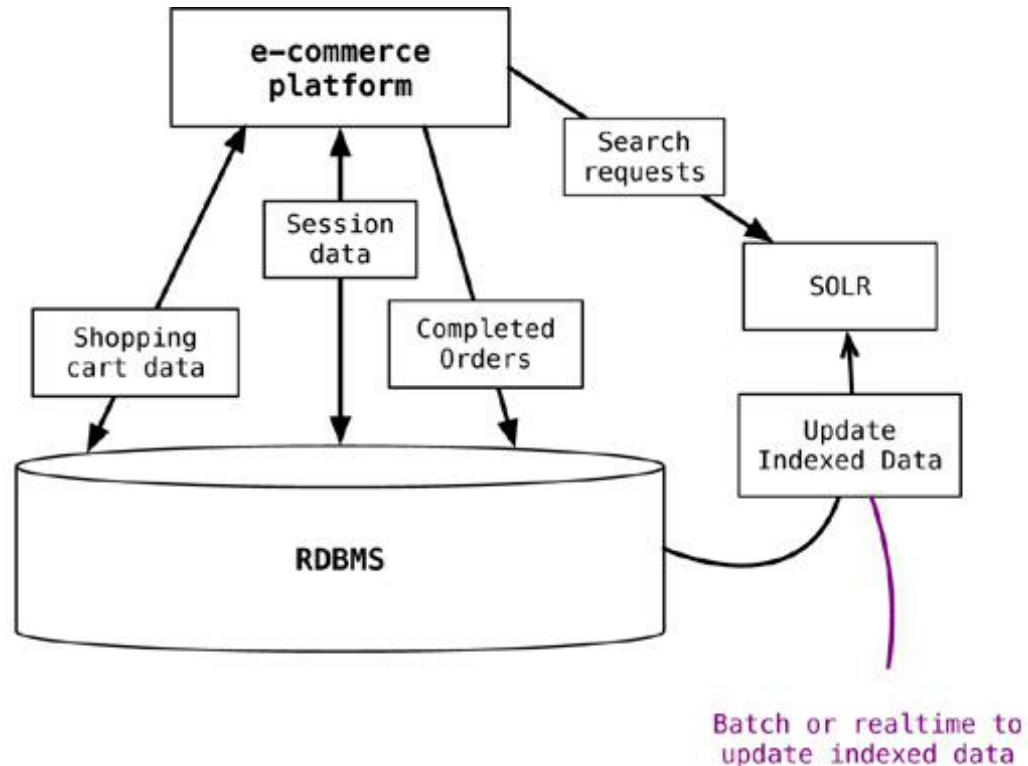 e-commerce
platform
Search
requests
Session
data
SOLR
Shopping
cart data
Completed
Orders
Update
Indexed Data
RDBMS
Batch or realtime to
update indexed data